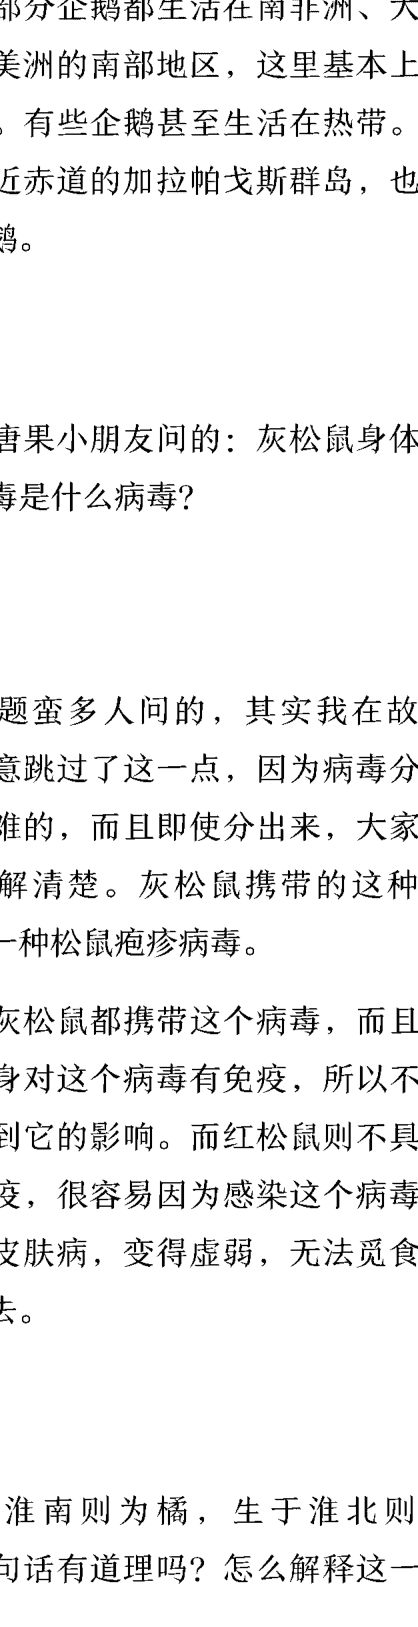 部分企鹅都生活在南非洲、大
美洲的南部地区，这里基本上
。有些企鹅甚至生活在热带。
近赤道的加拉帕戈斯群岛，也
鹅。
唐果小朋友问的：灰松鼠身体
毒是什么病毒？
题蛮多人问的，其实我在故
意跳过了这一点，因为病毒分
难的，而且即使分出来，大家
解清楚。灰松鼠携带的这种
一种松鼠疱疹病毒。
灰松鼠都携带这个病毒，而且
身对这个病毒有免疫，所以不
到它的影响。而红松鼠则不具
疫，很容易因为感染这个病毒
皮肤病，变得虚弱，无法觅食
去。
淮南则为橘，生于淮北则
句话有道理吗？怎么解释这一